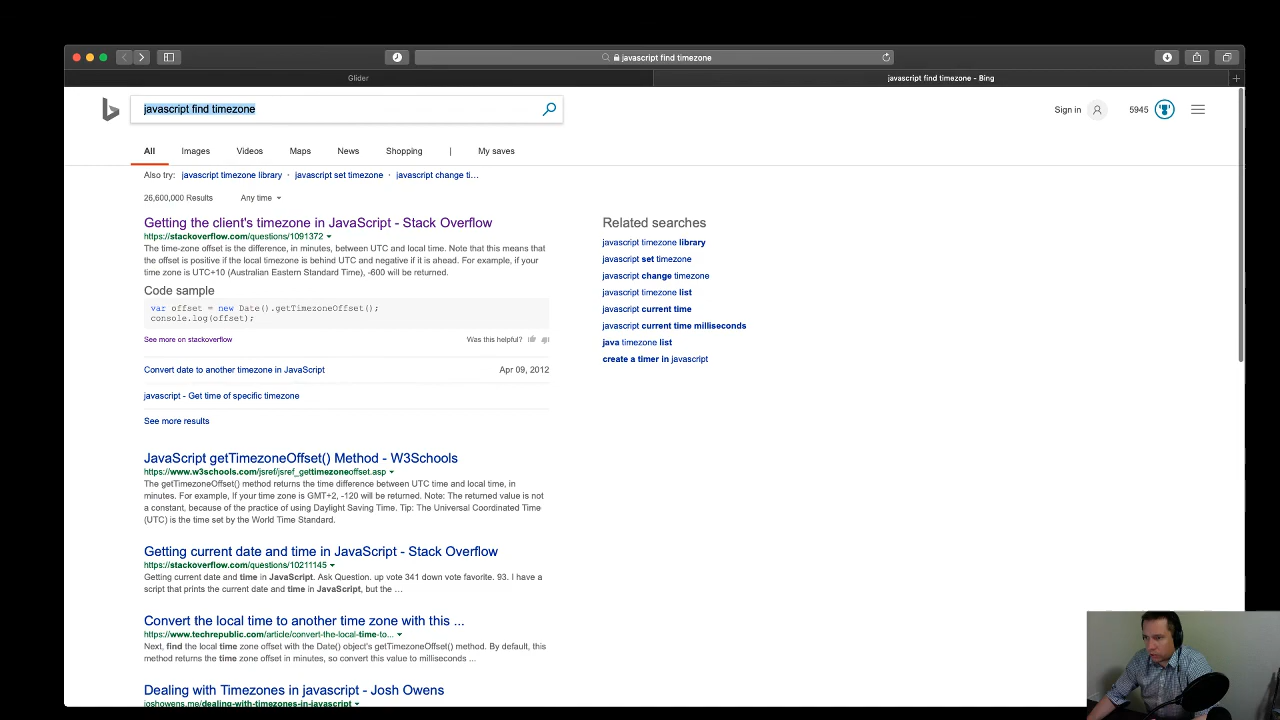 javascript find timezone
Glider
javascript find timezone - Bing
javascript find timezone
Sign in
5945
All
Images
Videos
Maps
News
Shopping
|
My saves
Also try: javascript timezone library · javascript set timezone · javascript change ti...
26,600,000 Results
Any time
Getting the client's timezone in JavaScript - Stack Overflow
https://stackoverflow.com/questions/1091372
The time-zone offset is the difference, in minutes, between UTC and local time. Note that this means that
the offset is positive if the local timezone is behind UTC and negative if it is ahead. For example, if your
time zone is UTC+10 (Australian Eastern Standard Time), -600 will be returned.
Code sample
var offset = new Date().getTimezoneOffset();
console.log(offset);
See more on stackoverflow
Was this helpful?
Convert date to another timezone in JavaScript
Apr 09, 2012
javascript - Get time of specific timezone
See more results
JavaScript getTimezoneOffset() Method - W3Schools
https://www.w3schools.com/jsref/jsref_gettimezoneoffset.asp
The getTimezoneOffset() method returns the time difference between UTC time and local time, in
minutes. For example, If your time zone is GMT+2, -120 will be returned. Note: The returned value is not
a constant, because of the practice of using Daylight Saving Time. Tip: The Universal Coordinated Time
(UTC) is the time set by the World Time Standard.
Getting current date and time in JavaScript - Stack Overflow
https://stackoverflow.com/questions/10211145
Getting current date and time in JavaScript. Ask Question. up vote 341 down vote favorite. 93. I have a
script that prints the current date and time in JavaScript, but the ...
Convert the local time to another time zone with this ...
https://www.techrepublic.com/article/convert-the-local-time-to...
Next, find the local time zone offset with the Date() object's getTimezoneOffset() method. By default, this
method returns the time zone offset in minutes, so convert this value to milliseconds ...
Dealing with Timezones in javascript - Josh Owens
joshowens.me/dealing-with-timezones-in-javascript
Related searches
javascript timezone library
javascript set timezone
javascript change timezone
javascript timezone list
javascript current time
javascript current time milliseconds
java timezone list
create a timer in javascript